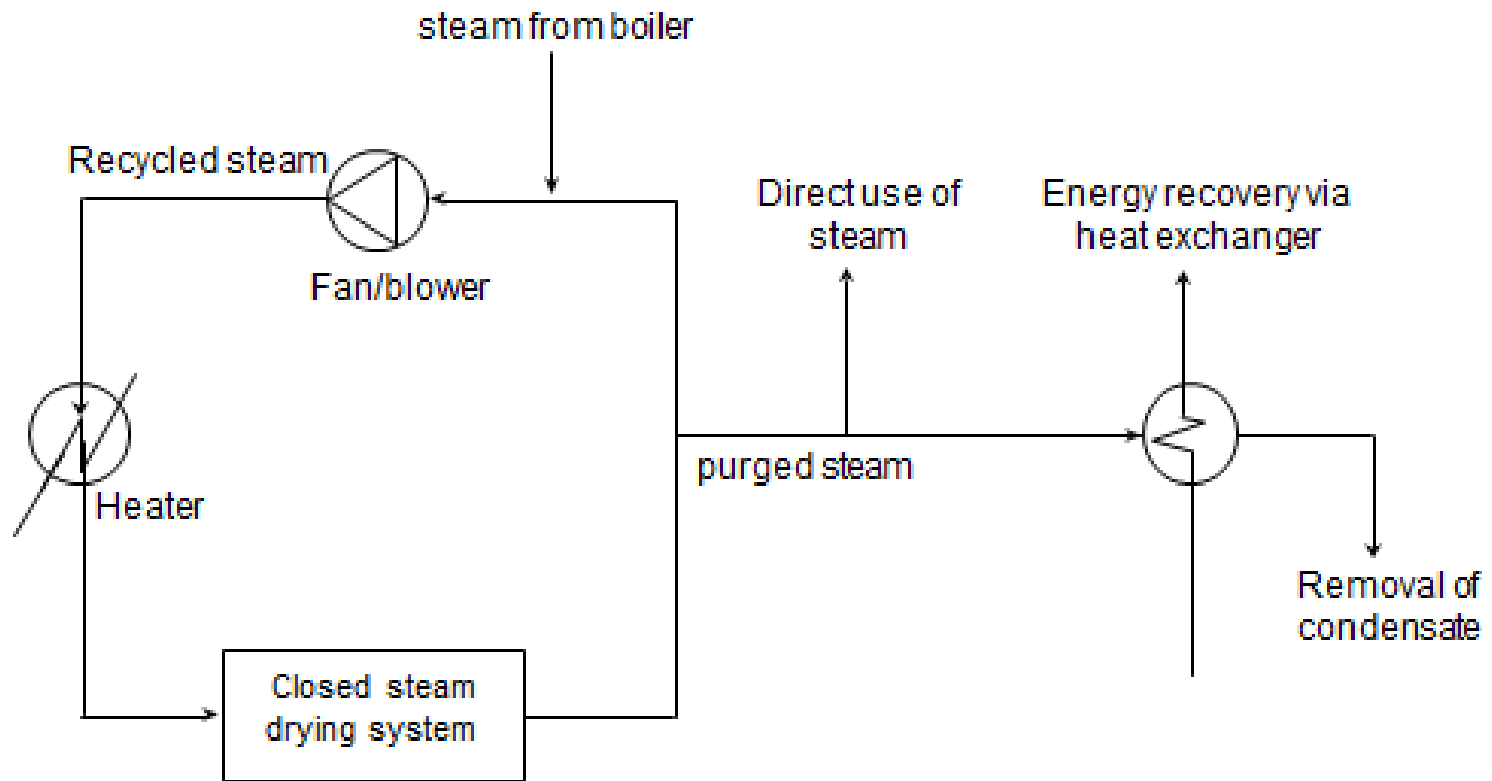 steam from boiler
Recycled steam
Fan/blower
Direct use of
steam
Energy recovery via
heat exchanger
purged steam
Heater
Removal of
condensate
Closed steam
drying system